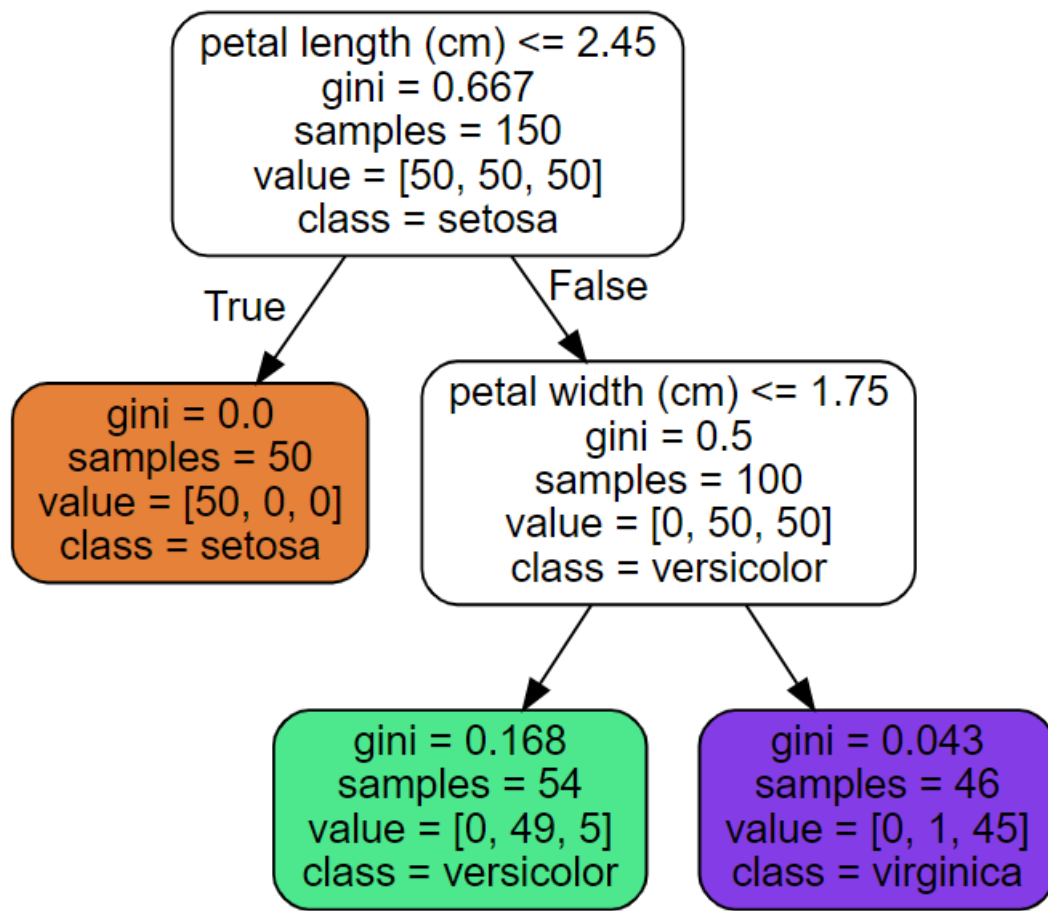 petal length (cm) <= 2.45
gini = 0.667
samples = 150
value = [50, 50, 50]
class = setosa
True
False
gini = 0.0
samples = 50
value = [50, 0, 0]
class = setosa
petal width (cm) <= 1.75
gini = 0.5
samples = 100
value = [0, 50, 50]
class = versicolor
gini = 0.168
samples = 54
value = [0, 49, 5]
class = versicolor
gini = 0.043
samples = 46
value = [0, 1, 45]
class = virginica